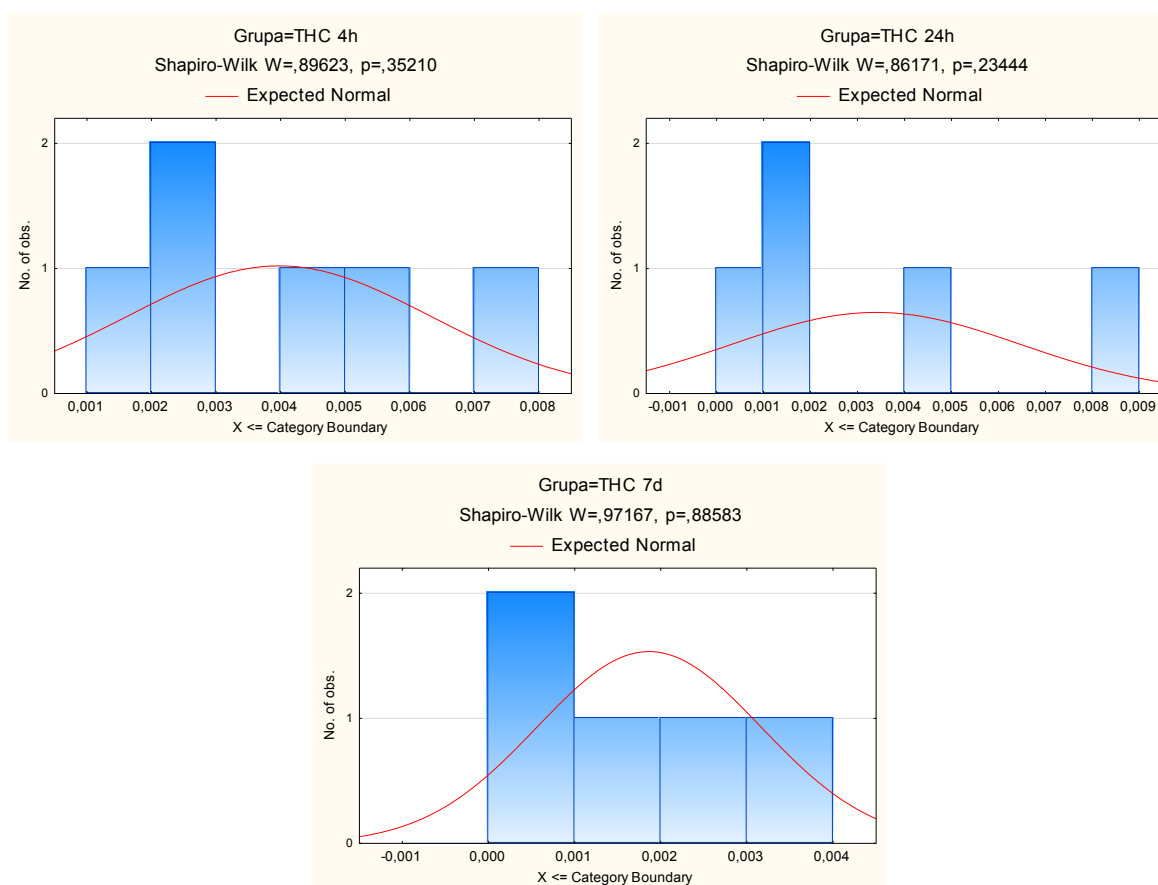 Grupa=THC 4h
Shapiro-Wilk W=,89623, p=,35210
Expected Normal
No. of obs.
2
1
0
0,001 0,002 0,003 0,004 0,005 0,006 0,007 0,008
X <= Category Boundary
Grupa=THC 24h
Shapiro-Wilk W=,86171, p=,23444
Expected Normal
No. of obs.
2
1
0
-0,001 0,000 0,001 0,002 0,003 0,004 0,005 0,006 0,007 0,008 0,009
X <= Category Boundary
Grupa=THC 7d
Shapiro-Wilk W=,97167, p=,88583
Expected Normal
No. of obs.
2
1
0
-0,001 0,000 0,001 0,002 0,003 0,004
X <= Category Boundary